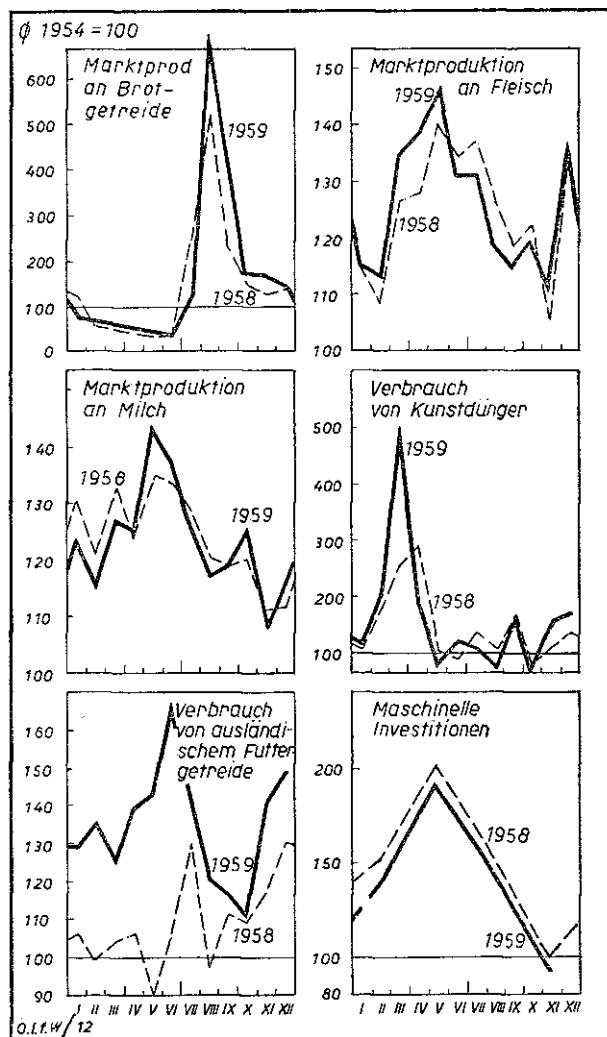 ϕ 1954 = 100
Marktprod
an Brot-
getreide
600
500
400
300
200
100
0
1959
1958
Marktproduktion
an Fleisch
150
140
130
120
110
100
1959
1958
Marktproduktion
an Milch
140
130
120
110
100
1958
1959
Verbrauch
von Kunstdünger
500
400
300
200
100
1959
1958
Verbrauch
von ausländi-
schem Futter
getreide
160
150
140
130
120
110
100
90
1959
1958
I II III IV V VI VII VIII IX X XI XII
Maschinelle
Investitionen
200
150
100
80
1958
1959
I II III IV V VI VII VIII IX X XI XII
Ö.I.f.W/12